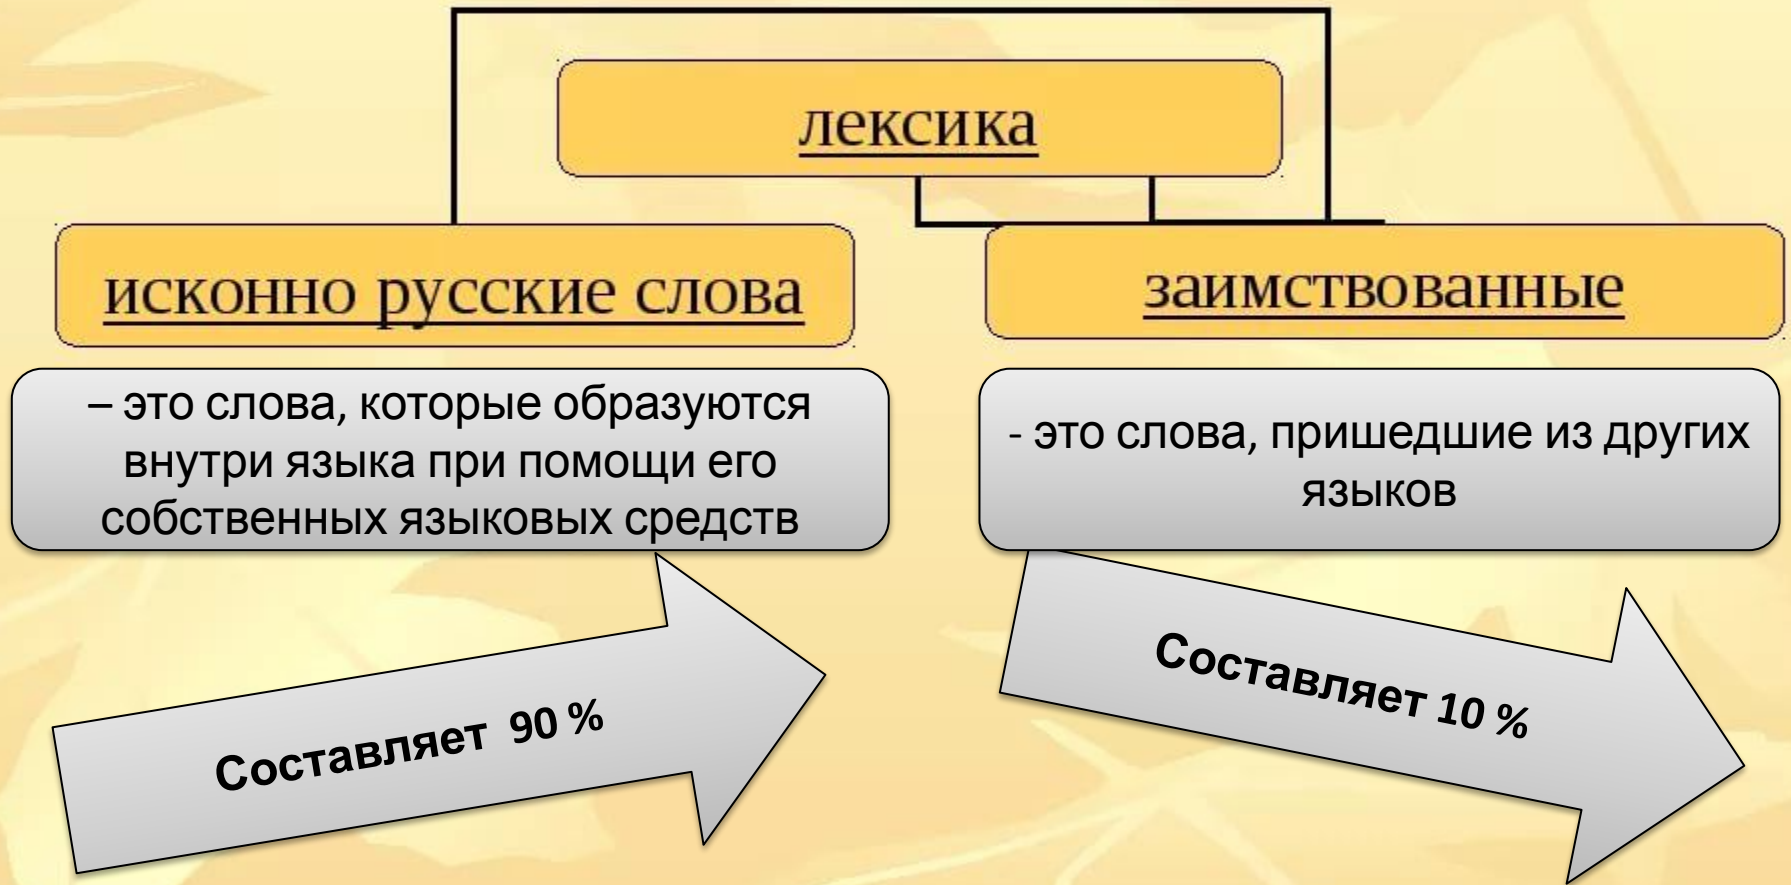 лексика
исконно русские слова
заимствованные
– это слова, которые образуются
внутри языка при помощи его
собственных языковых средств
- это слова, пришедшие из других
языков
Составляет 90 %
Составляет 10 %